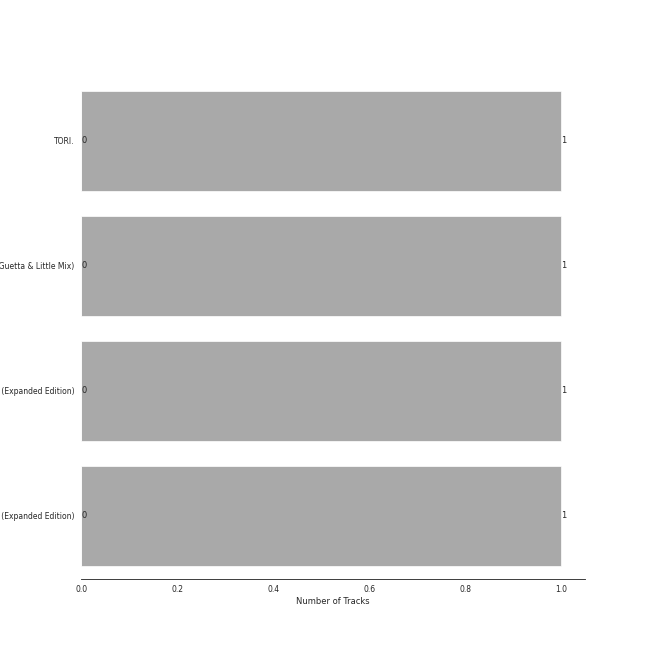 TORI. 0 1
Guetta & Little Mix) 0 1
(Expanded Edition) 0 1
(Expanded Edition) 0 1
0.0 0.2 0.4 0.6 0.8 1.0
Number of Tracks